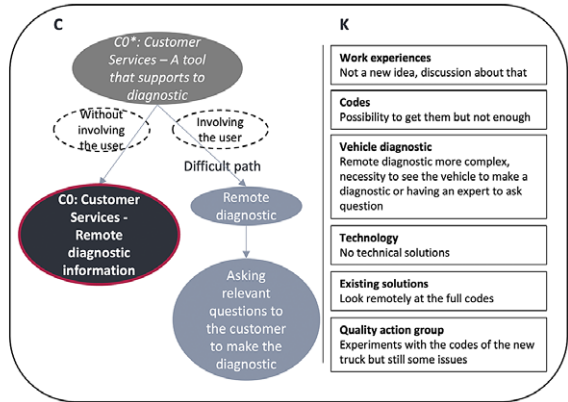 C
C0*: Customer
Services – A tool
that supports to
diagnostic
Without
involving
the user
Involving
the user
Difficult path
C0: Customer
Services -
Remote
diagnostic
information
Remote
diagnostic
Asking
relevant
questions to
the customer
to make the
diagnostic
K
Work experiences
Not a new idea, discussion about that
Codes
Possibility to get them but not enough
Vehicle diagnostic
Remote diagnostic more complex,
necessity to see the vehicle to make a
diagnostic or having an expert to ask
question
Technology
No technical solutions
Existing solutions
Look remotely at the full codes
Quality action group
Experiments with the codes of the new
truck but still some issues